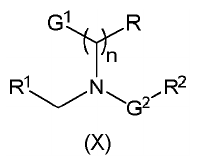 G¹ R
( )n
R¹ N R²
G²
(X)